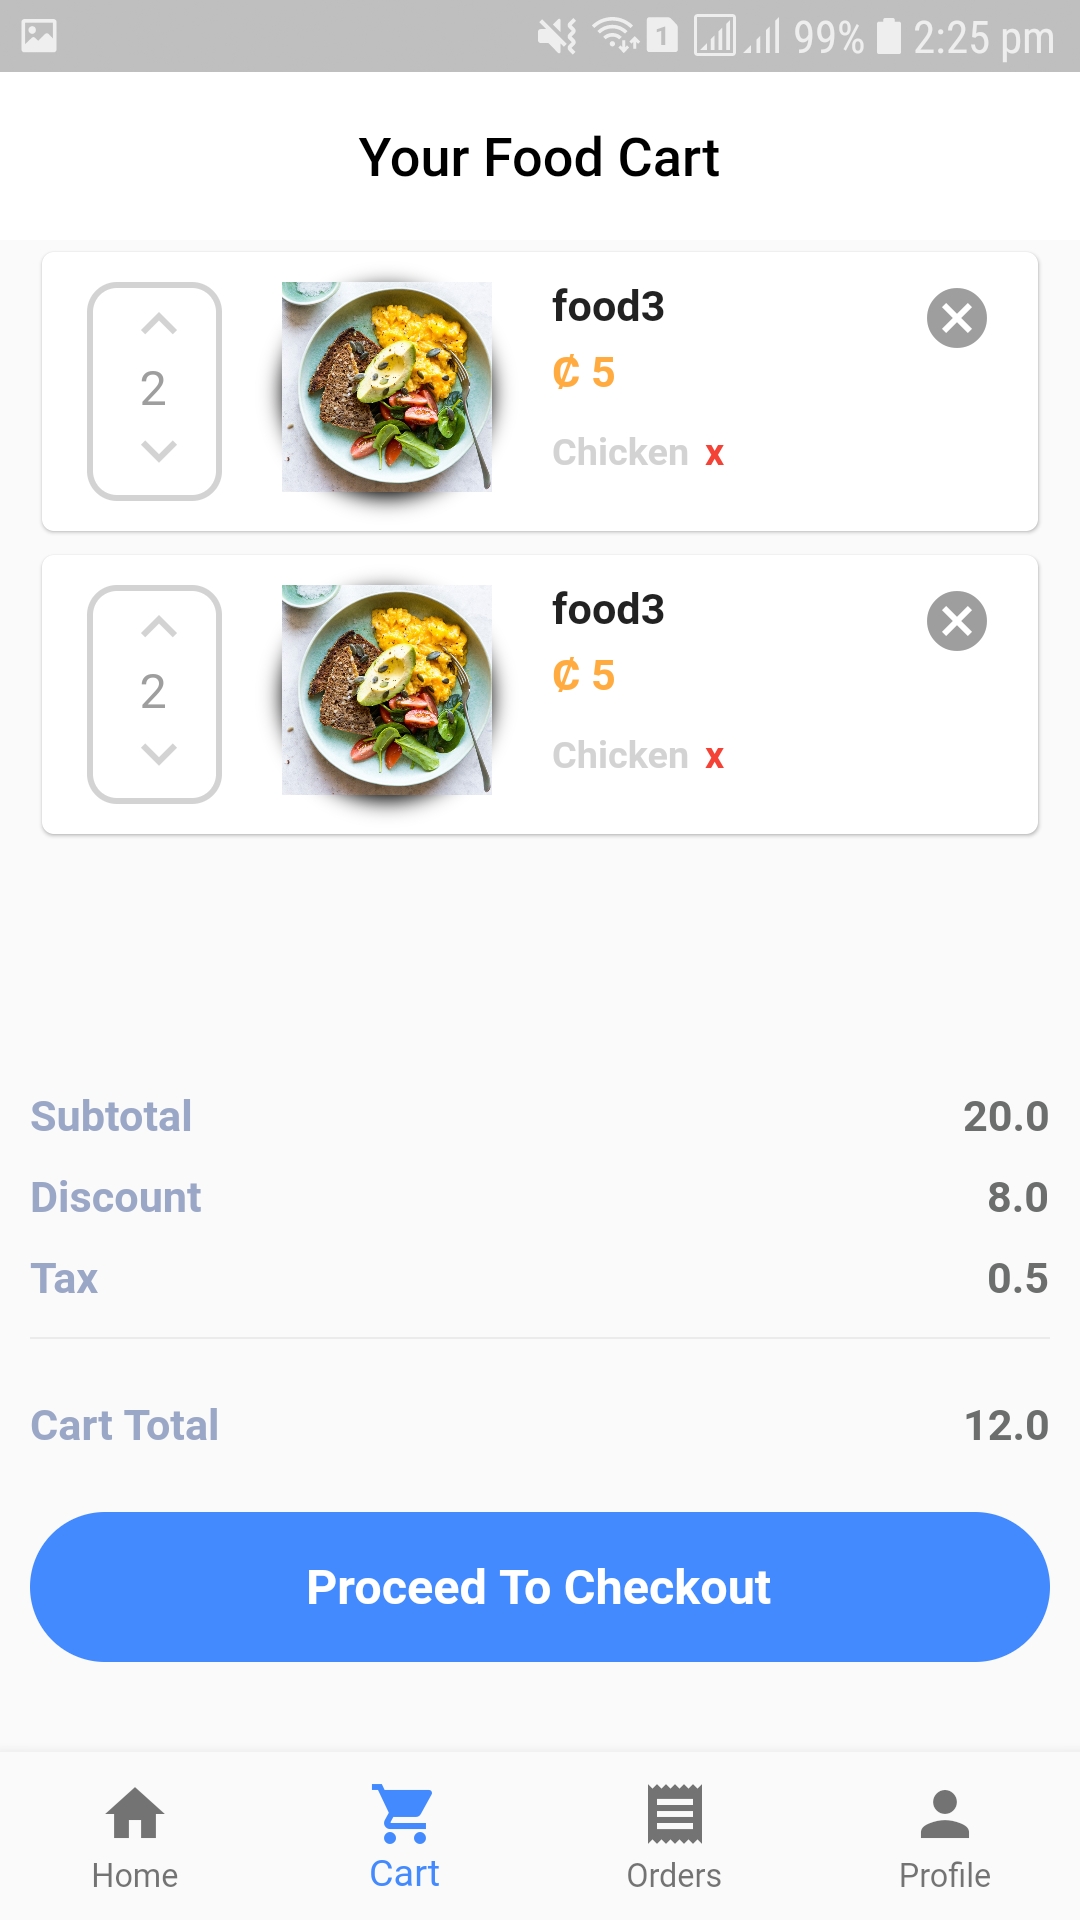 1 99% 2:25 pm
Your Food Cart
2
food3
₵ 5
Chicken x
2
food3
₵ 5
Chicken x
Subtotal 20.0
Discount 8.0
Tax 0.5
Cart Total 12.0
Proceed To Checkout
Home Cart Orders Profile